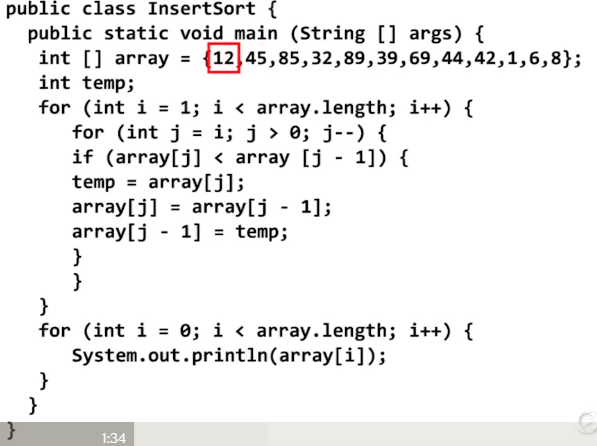 public class InsertSort {
public static void main (String [] args) {
int [] array = {12,45,85,32,89,39,69,44,42,1,6,8};
int temp;
for (int i = 1; i < array.length; i++) {
for (int j = i; j > 0; j--) {
if (array[j] < array [j - 1]) {
temp = array[j];
array[j] = array[j - 1];
array[j - 1] = temp;
}
}
}
for (int i = 0; i < array.length; i++) {
System.out.println(array[i]);
}
}
}
1:34